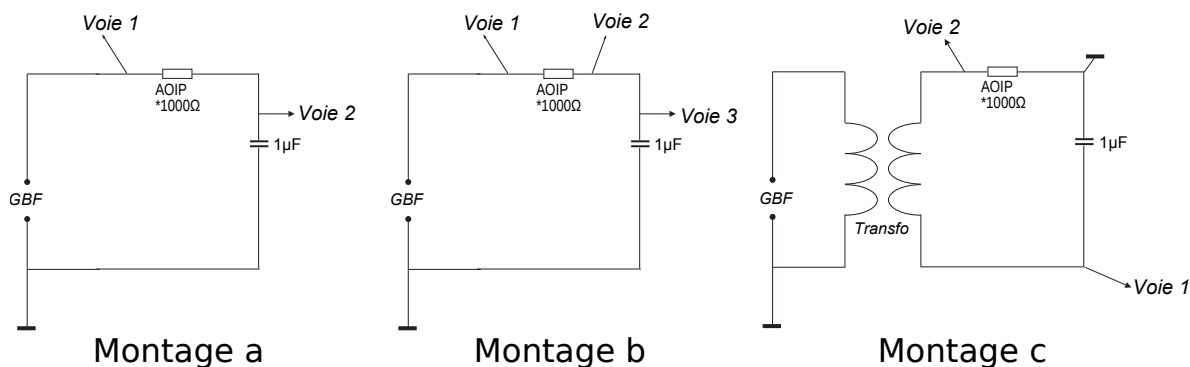 Voie 1
AOIP
*1000Ω
Voie 2
1µF
GBF
Montage a
Voie 1
Voie 2
AOIP
*1000Ω
Voie 3
1µF
GBF
Montage b
Voie 2
AOIP
*1000Ω
1µF
GBF
Transfo
Voie 1
Montage c